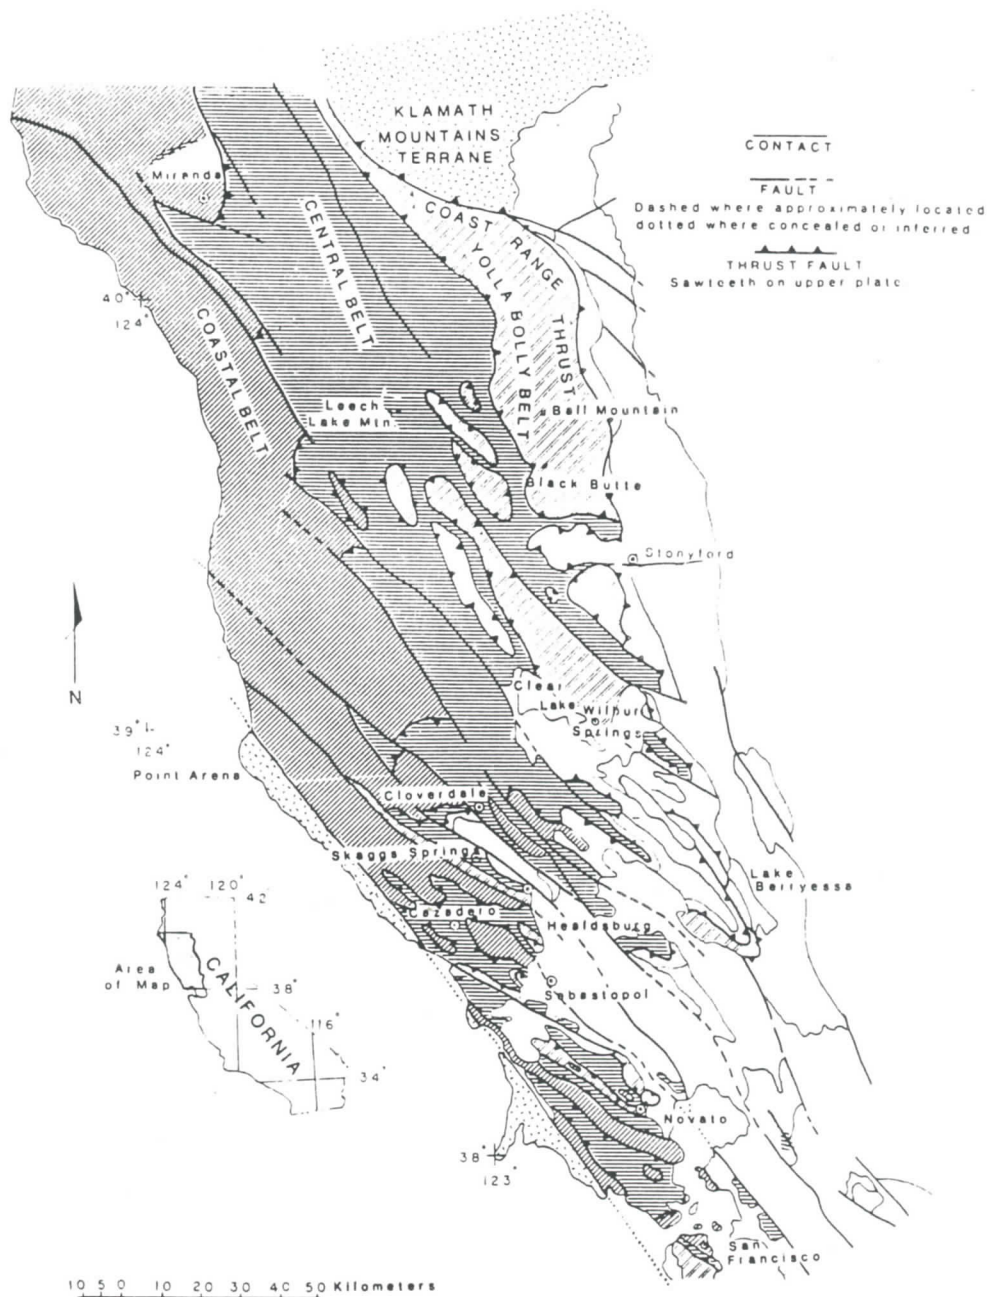 KLAMATH
MOUNTAINS
TERRANE
CONTACT
FAULT
Dashed where approximately located
dotted where concealed or inferred
THRUST FAULT
Sawteeth on upper plate
Miranda
CENTRAL BELT
COAST RANGE THRUST
YOLLA BOLLY BELT
40°
124°
COASTAL BELT
Leech
Lake Mtn.
Ball Mountain
Black Butte
Stonyford
N
Clear
Lake
Wilbur
Springs
39°
124°
Point Arena
Cloverdale
Skaggs Springs
Lake
Berryessa
124° 120°
42°
Cazadero
Healdsburg
Area
of Map
CALIFORNIA
38°
Sabastopol
116°
34°
Novato
38°
123°
San
Francisco
10 5 0 10 20 30 40 50 Kilometers